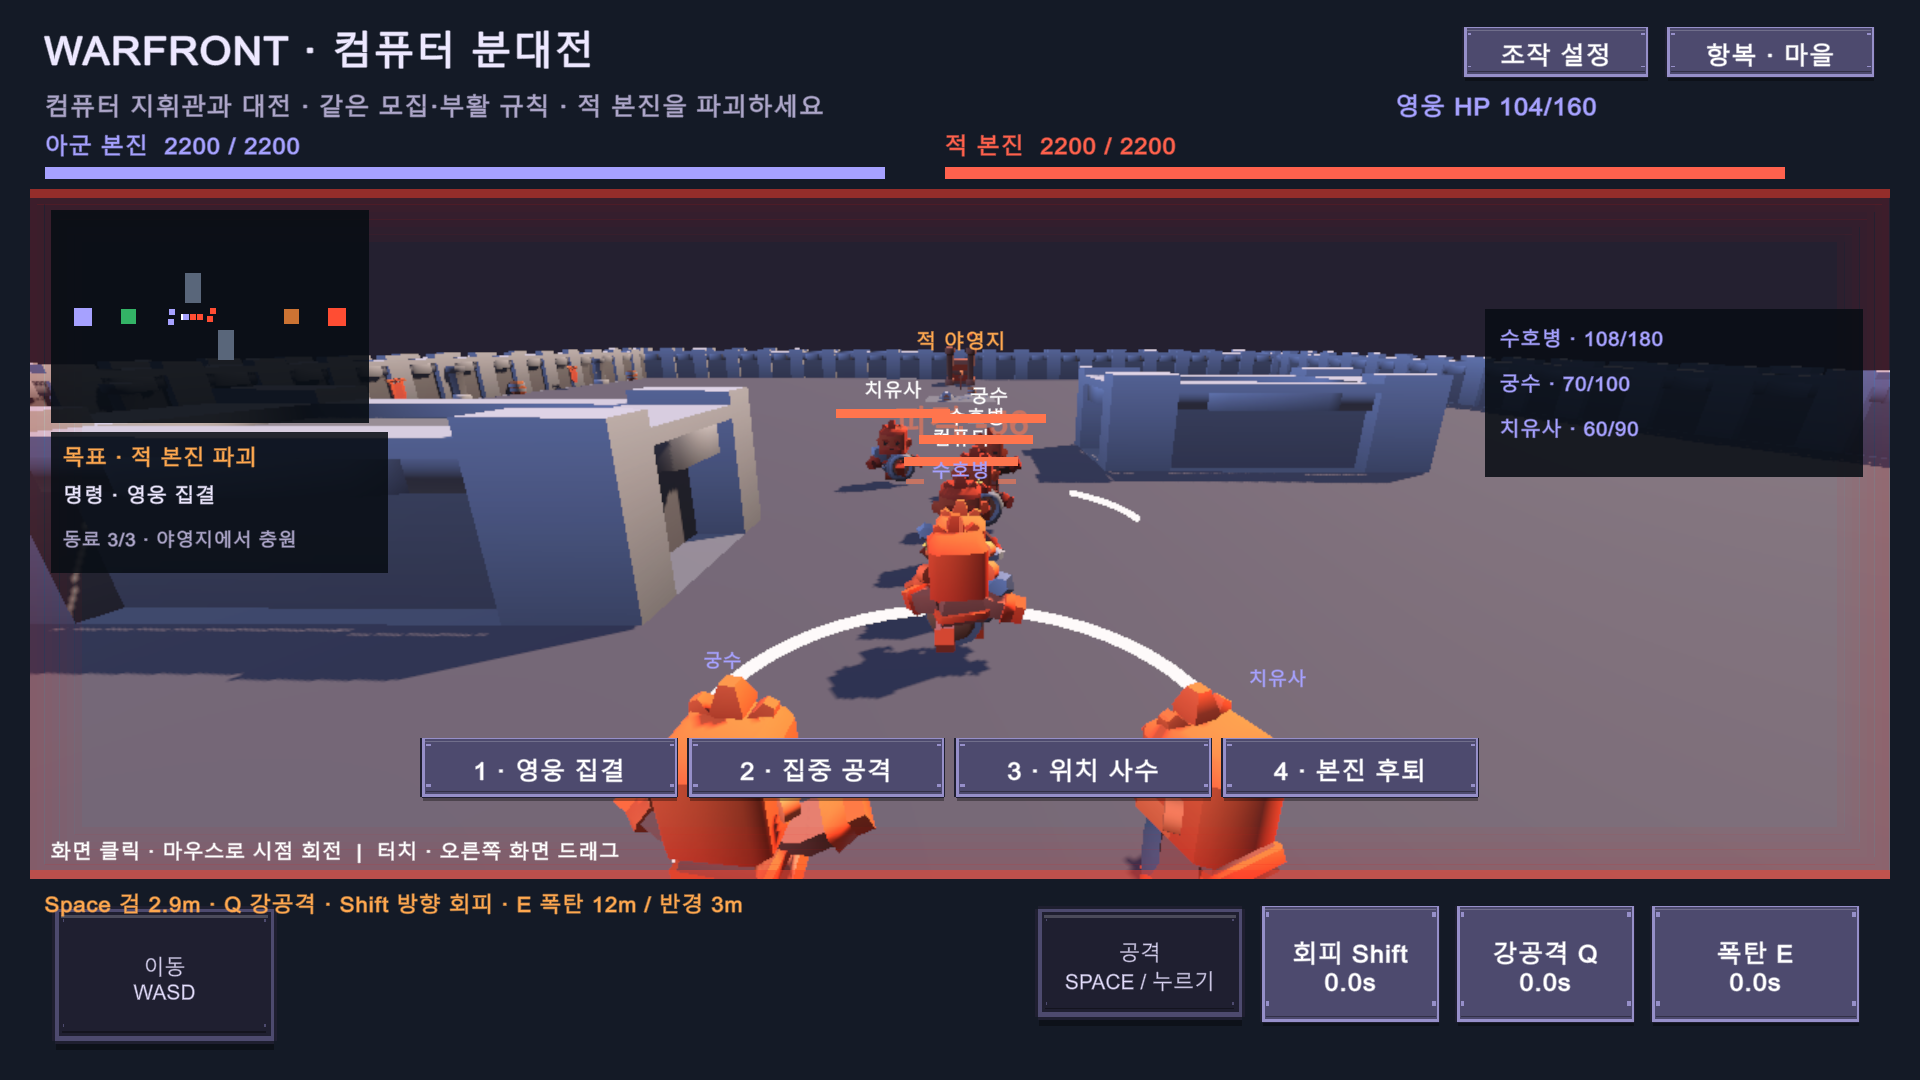 WARFRONT · 컴퓨터 분대전
조작 설정
항복 · 마을
컴퓨터 지휘관과 대전 · 같은 모집·부활 규칙 · 적 본진을 파괴하세요
영웅 HP 104/160
아군 본진 2200 / 2200
적 본진 2200 / 2200
적 야영지
수호병 · 108/180
궁수 · 70/100
치유사 · 60/90
치유사
궁수
수호병
컴퓨터
수호병
목표 · 적 본진 파괴
명령 · 영웅 집결
동료 3/3 · 야영지에서 충원
궁수
치유사
1 · 영웅 집결
2 · 집중 공격
3 · 위치 사수
4 · 본진 후퇴
화면 클릭 · 마우스로 시점 회전 | 터치 · 오른쪽 화면 드래그
Space 검 2.9m · Q 강공격 · Shift 방향 회피 · E 폭탄 12m / 반경 3m
이동
WASD
공격
SPACE / 누르기
회피 Shift
0.0s
강공격 Q
0.0s
폭탄 E
0.0s